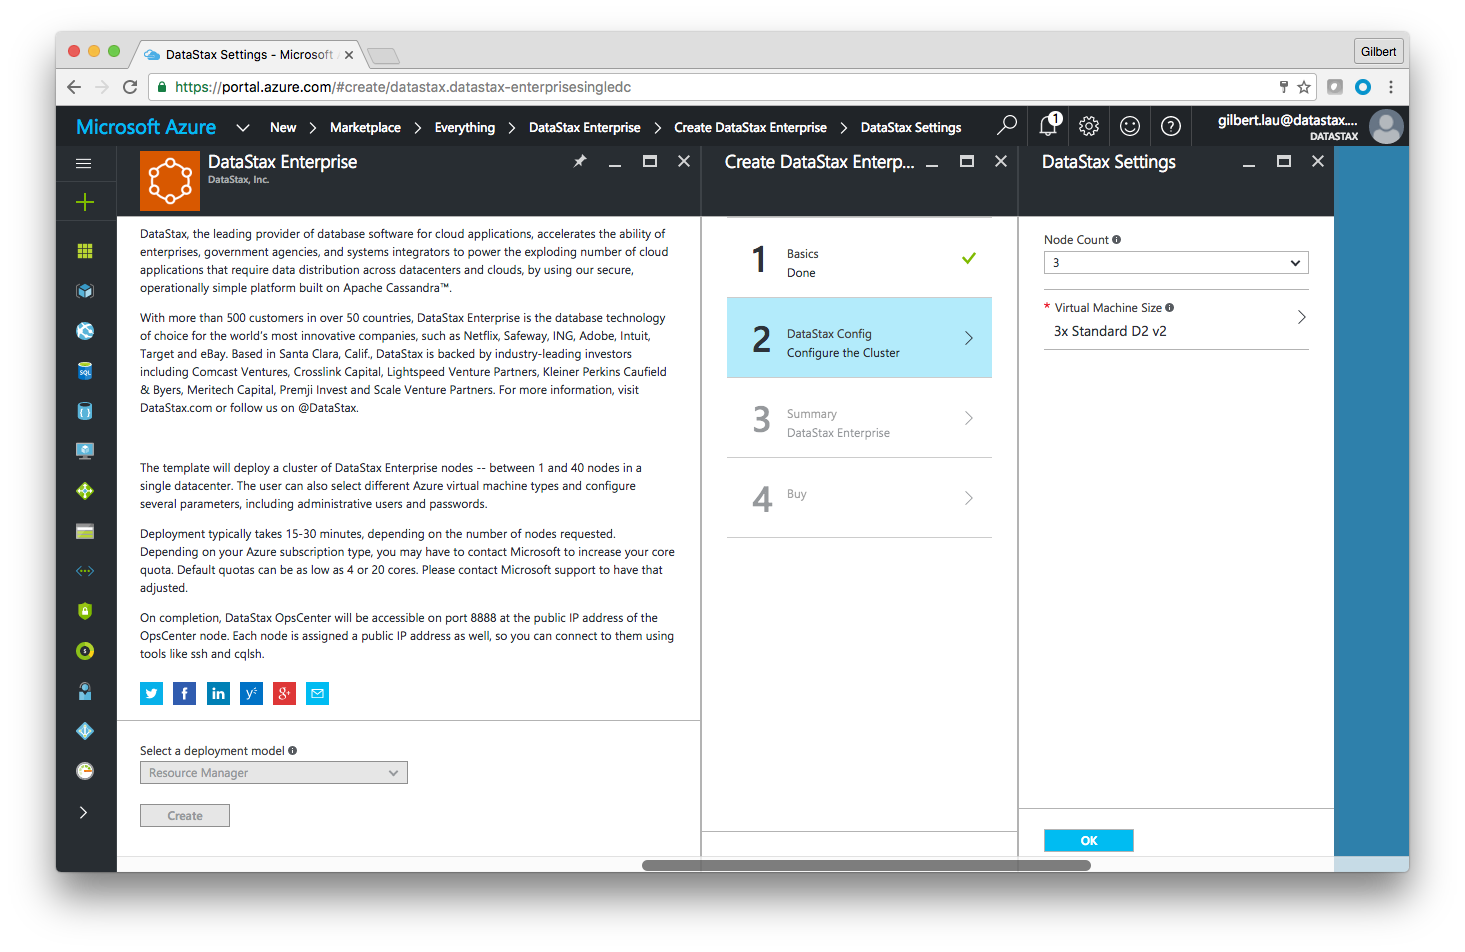 DataStax Settings - Microsoft
Gilbert
https://portal.azure.com/#create/datastax.datastax-enterprisesingledc
Microsoft Azure
New > Marketplace > Everything > DataStax Enterprise > Create DataStax Enterprise > DataStax Settings
1
gilbert.lau@datastax....
DATASTAX
DataStax Enterprise
DataStax, Inc.
DataStax, the leading provider of database software for cloud applications, accelerates the ability of
enterprises, government agencies, and systems integrators to power the exploding number of cloud
applications that require data distribution across datacenters and clouds, by using our secure,
operationally simple platform built on Apache Cassandra™.
With more than 500 customers in over 50 countries, DataStax Enterprise is the database technology
of choice for the world's most innovative companies, such as Netflix, Safeway, ING, Adobe, Intuit,
Target and eBay. Based in Santa Clara, Calif., DataStax is backed by industry-leading investors
including Comcast Ventures, Crosslink Capital, Lightspeed Venture Partners, Kleiner Perkins Caufield
& Byers, Meritech Capital, Premji Invest and Scale Venture Partners. For more information, visit
DataStax.com or follow us on @DataStax.
The template will deploy a cluster of DataStax Enterprise nodes -- between 1 and 40 nodes in a
single datacenter. The user can also select different Azure virtual machine types and configure
several parameters, including administrative users and passwords.
Deployment typically takes 15-30 minutes, depending on the number of nodes requested.
Depending on your Azure subscription type, you may have to contact Microsoft to increase your core
quota. Default quotas can be as low as 4 or 20 cores. Please contact Microsoft support to have that
adjusted.
On completion, DataStax OpsCenter will be accessible on port 8888 at the public IP address of the
OpsCenter node. Each node is assigned a public IP address as well, so you can connect to them using
tools like ssh and cqlsh.
Select a deployment model
Resource Manager
Create
Create DataStax Enterp...
1
Basics
Done
2
DataStax Config
Configure the Cluster
3
Summary
DataStax Enterprise
4
Buy
DataStax Settings
Node Count
3
* Virtual Machine Size
3x Standard D2 v2
OK
SQL